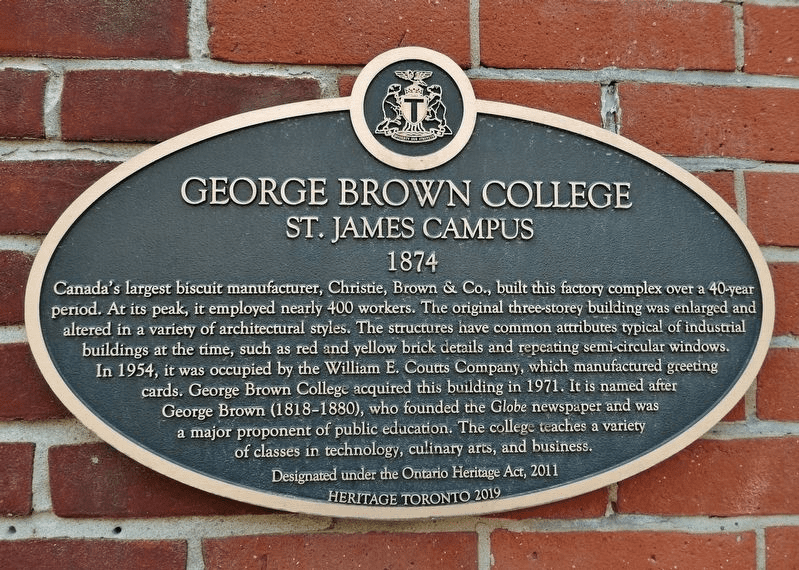 T
GEORGE BROWN COLLEGE
ST. JAMES CAMPUS
1874
Canada's largest biscuit manufacturer, Christie, Brown & Co., built this factory complex over a 40-year
period. At its peak, it employed nearly 400 workers. The original three-storey building was enlarged and
altered in a variety of architectural styles. The structures have common attributes typical of industrial
buildings at the time, such as red and yellow brick details and repeating semi-circular windows.
In 1954, it was occupied by the William E. Coutts Company, which manufactured greeting
cards. George Brown College acquired this building in 1971. It is named after
George Brown (1818–1880), who founded the Globe newspaper and was
a major proponent of public education. The college teaches a variety
of classes in technology, culinary arts, and business.
Designated under the Ontario Heritage Act, 2011
HERITAGE TORONTO 2019